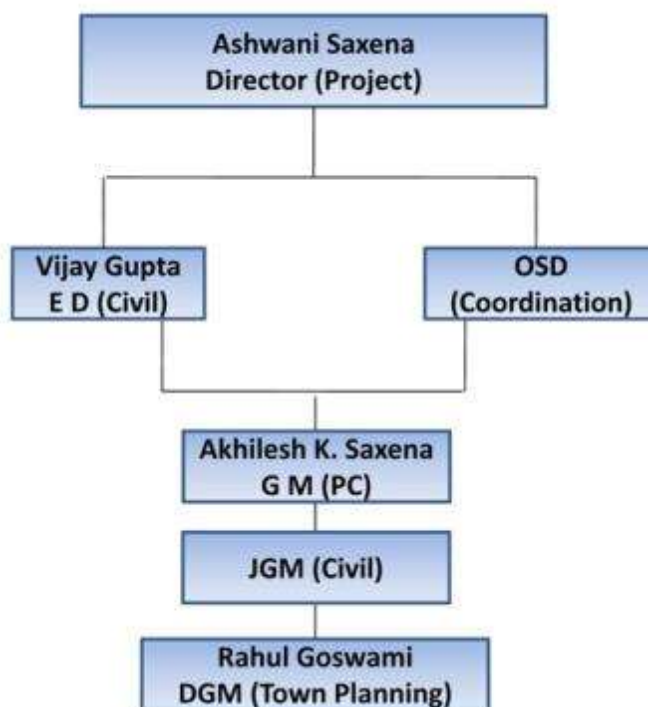 Ashwani Saxena
Director (Project)
Vijay Gupta
E D (Civil)
OSD
(Coordination)
Akhilesh K. Saxena
G M (PC)
JGM (Civil)
Rahul Goswami
DGM (Town Planning)